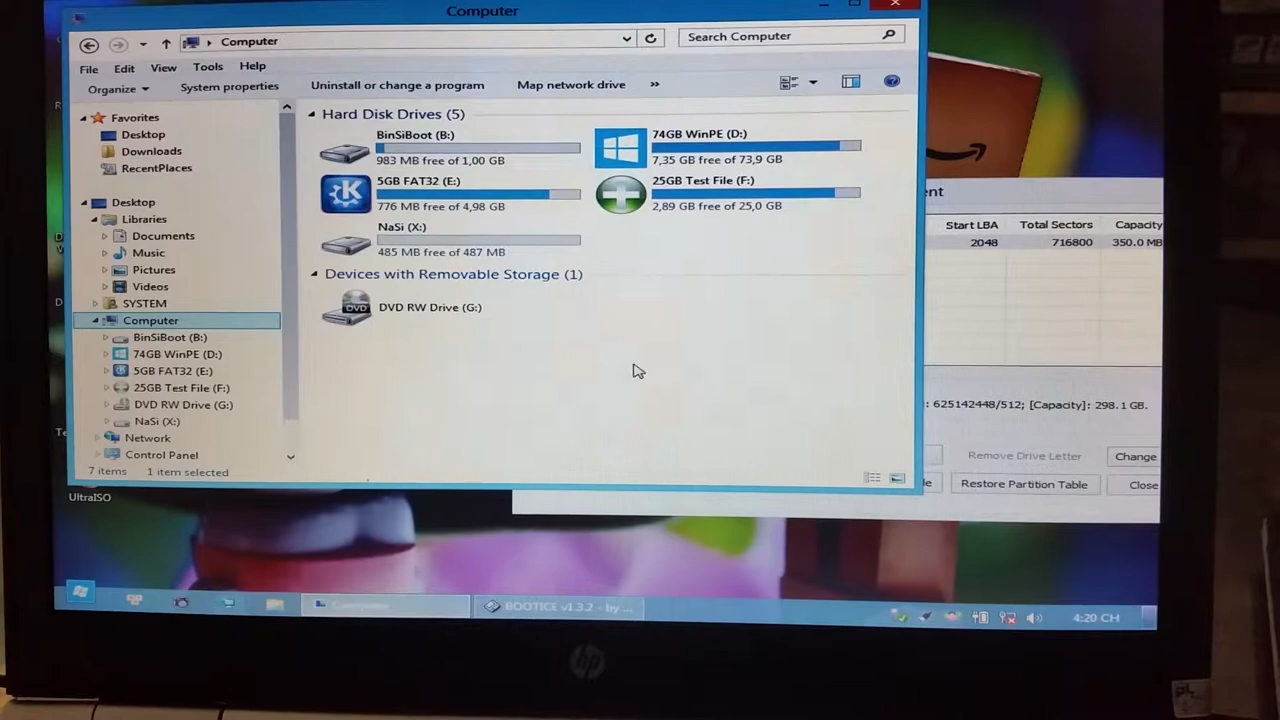 Computer
Computer
Search Computer
File Edit View Tools Help
Organize System properties Uninstall or change a program Map network drive »
Favorites
Desktop
Downloads
RecentPlaces
Desktop
Libraries
Documents
Music
Pictures
Videos
SYSTEM
Computer
BinSiBoot (B:)
74GB WinPE (D:)
5GB FAT32 (E:)
25GB Test File (F:)
DVD RW Drive (G:)
NaSi (X:)
Network
Control Panel
Hard Disk Drives (5)
BinSiBoot (B:)
983 MB free of 1,00 GB
74GB WinPE (D:)
7,35 GB free of 73,9 GB
5GB FAT32 (E:)
776 MB free of 4,98 GB
25GB Test File (F:)
2,89 GB free of 25,0 GB
NaSi (X:)
485 MB free of 487 MB
Devices with Removable Storage (1)
DVD
DVD RW Drive (G:)
7 items 1 item selected
Start LBA Total Sectors Capacity
2048 716800 350.0 MB
: 625142448/512; [Capacity]: 298.1 GB.
Remove Drive Letter Change
Restore Partition Table Close
UltraISO
Computer
BOOTICE v1.3.2 - by ...
4:20 CH
hp